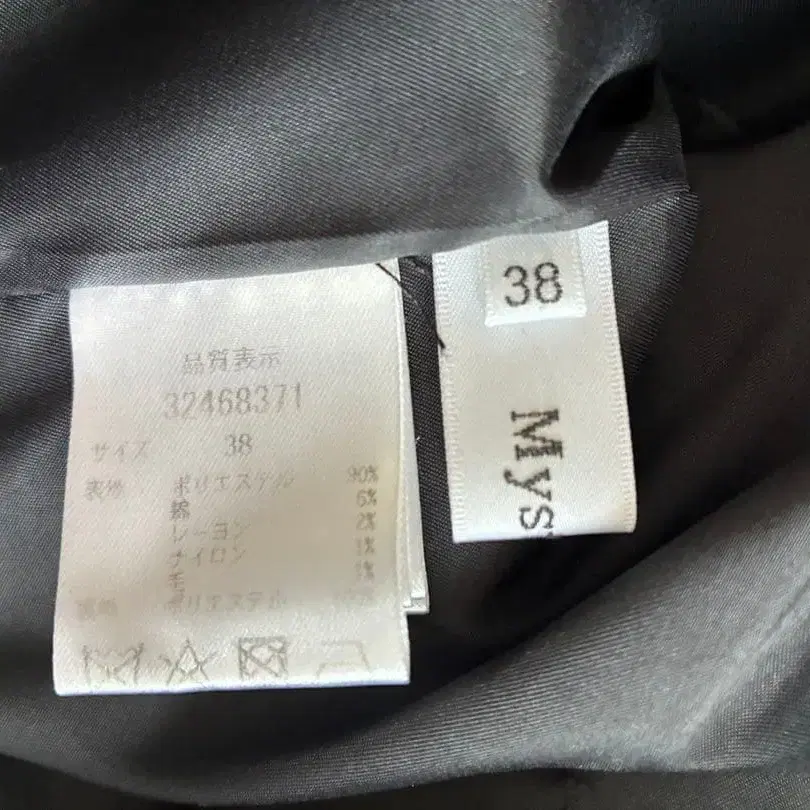 品質表示
32468371
サイズ 38
表地 ポリエステル 90%
綿 6%
レーヨン 2%
ナイロン 1%
毛 1%
裏地 ポリエステル 100%
38
Mys